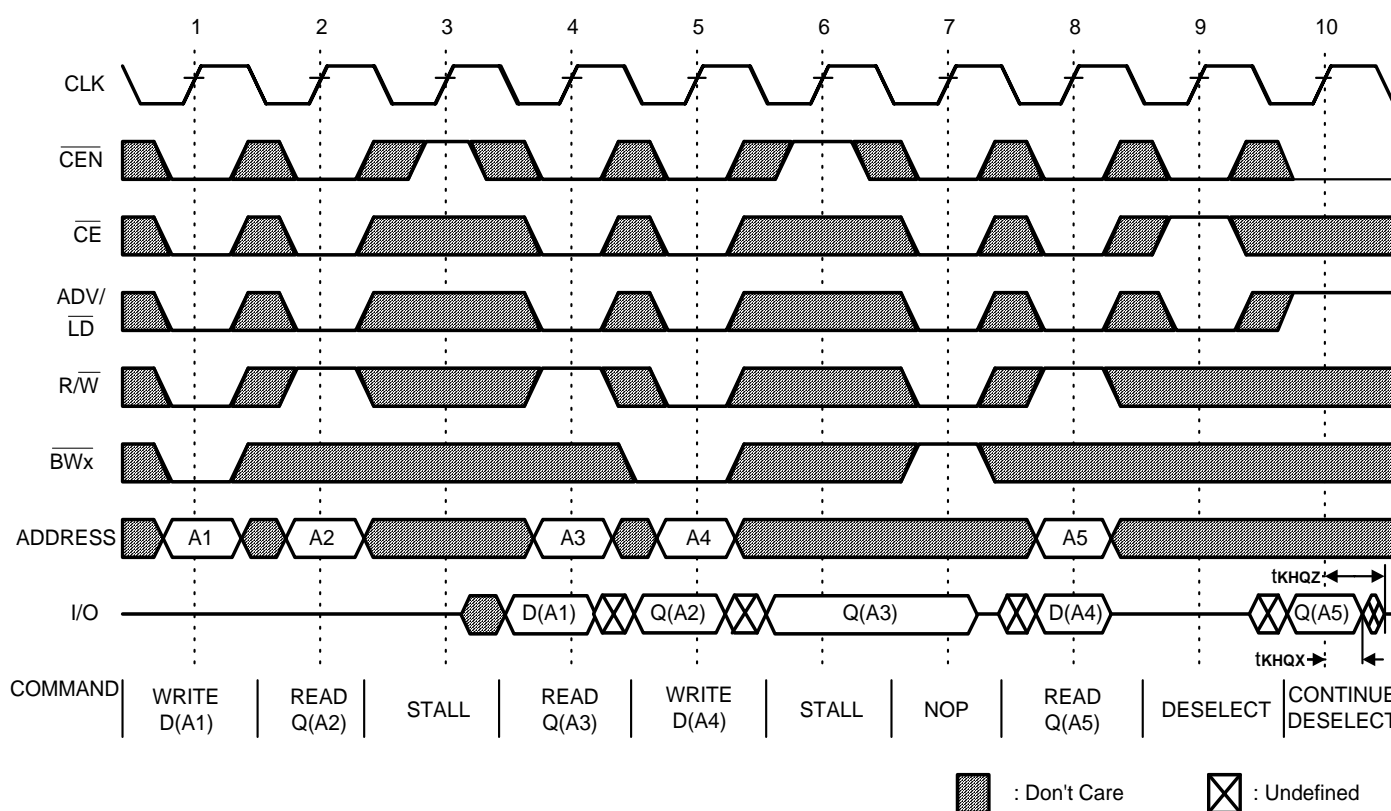 1 2 3 4 5 6 7 8 9 10
CLK
CEN
CE
ADV/
LD
R/W
BWx
ADDRESS A1 A2 A3 A4 A5
tKHQZ
I/O D(A1) Q(A2) Q(A3) D(A4) Q(A5)
tKHQX
COMMAND WRITE READ STALL READ WRITE STALL NOP READ DESELECT CONTINUE
D(A1) Q(A2) Q(A3) D(A4) Q(A5) DESELECT
: Don't Care : Undefined